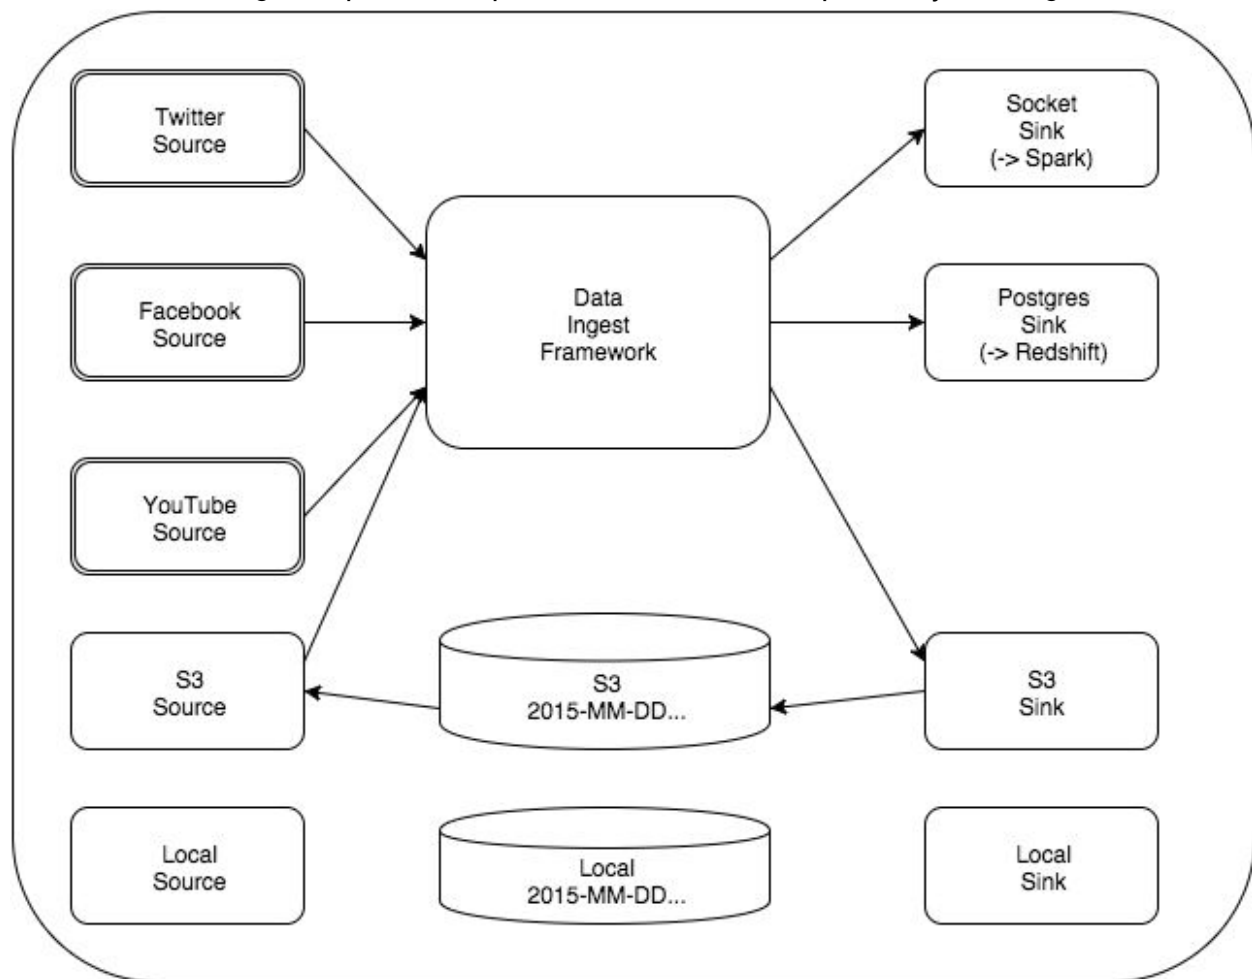 Twitter
Source
Socket
Sink
(-> Spark)
Facebook
Source
Data
Ingest
Framework
Postgres
Sink
(-> Redshift)
YouTube
Source
S3
Source
S3
2015-MM-DD...
S3
Sink
Local
Source
Local
2015-MM-DD...
Local
Sink